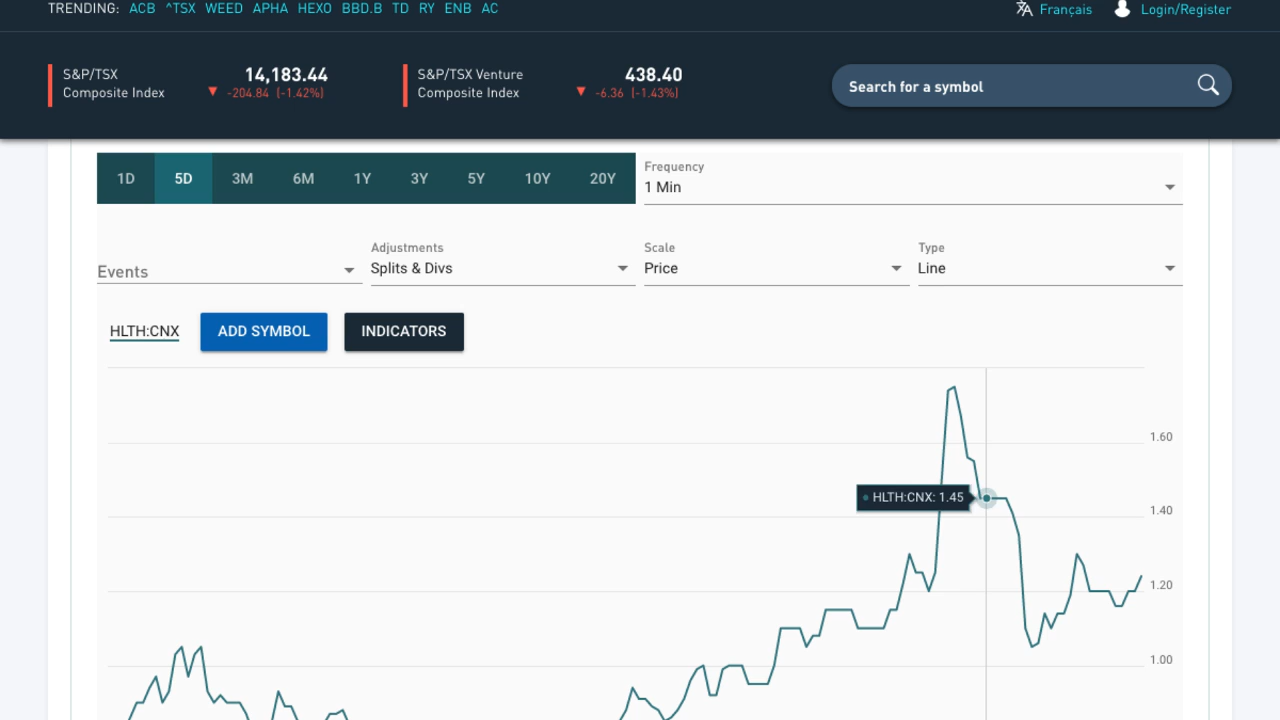 TRENDING: ACB ^TSX WEED APHA HEXO BBD.B TD RY ENB AC
Français Login/Register
S&P/TSX
Composite Index
14,183.44
-204.84 (-1.42%)
S&P/TSX Venture
Composite Index
438.40
-6.36 (-1.43%)
Search for a symbol
1D 5D 3M 6M 1Y 3Y 5Y 10Y 20Y
Frequency
1 Min
Events
Adjustments
Splits & Divs
Scale
Price
Type
Line
HLTH:CNX ADD SYMBOL INDICATORS
1.60
HLTH:CNX: 1.45
1.40
1.20
1.00